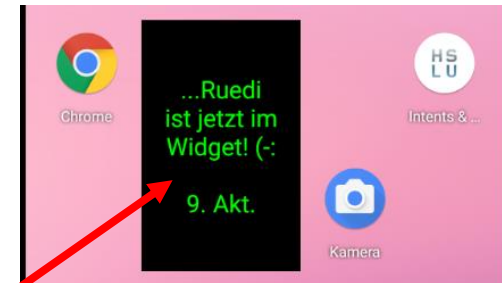 Chrome
...Ruedi
ist jetzt im
Widget! (-:
9. Akt.
HS
LU
Intents & ...
Kamera